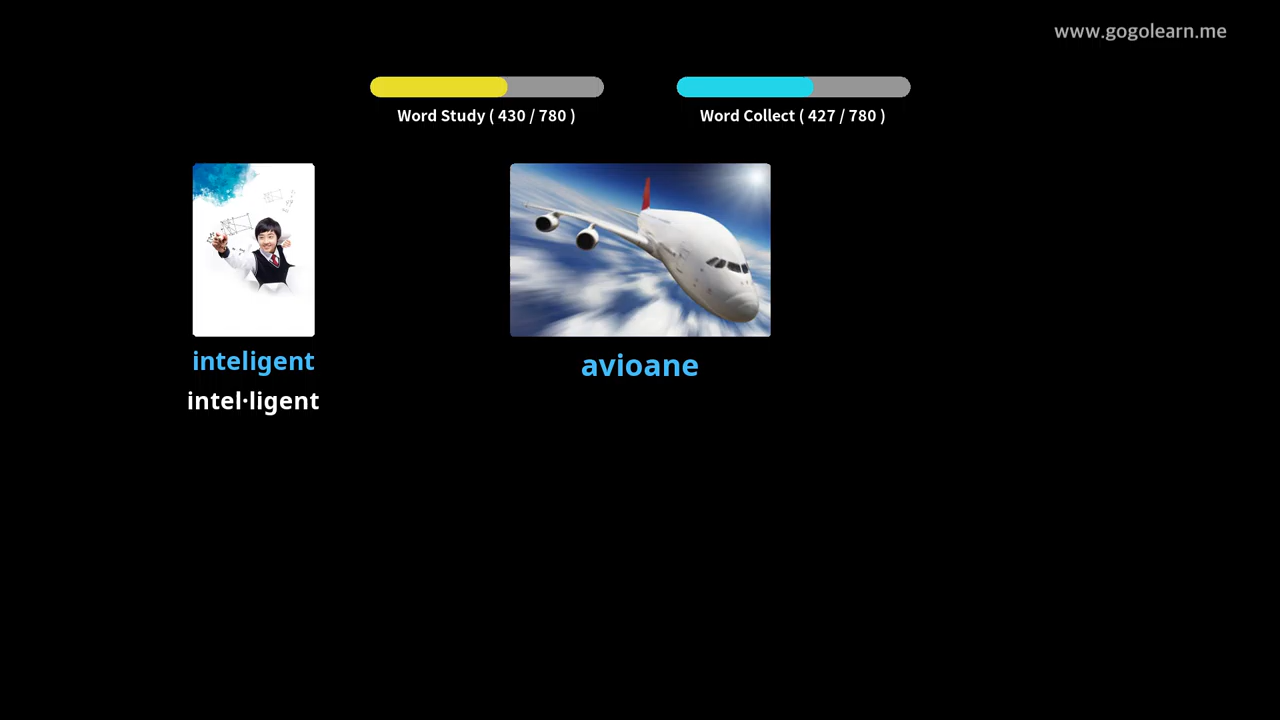 www.gogolearn.me
Word Study ( 430 / 780 )
Word Collect ( 427 / 780 )
inteligent
intel·ligent
avioane